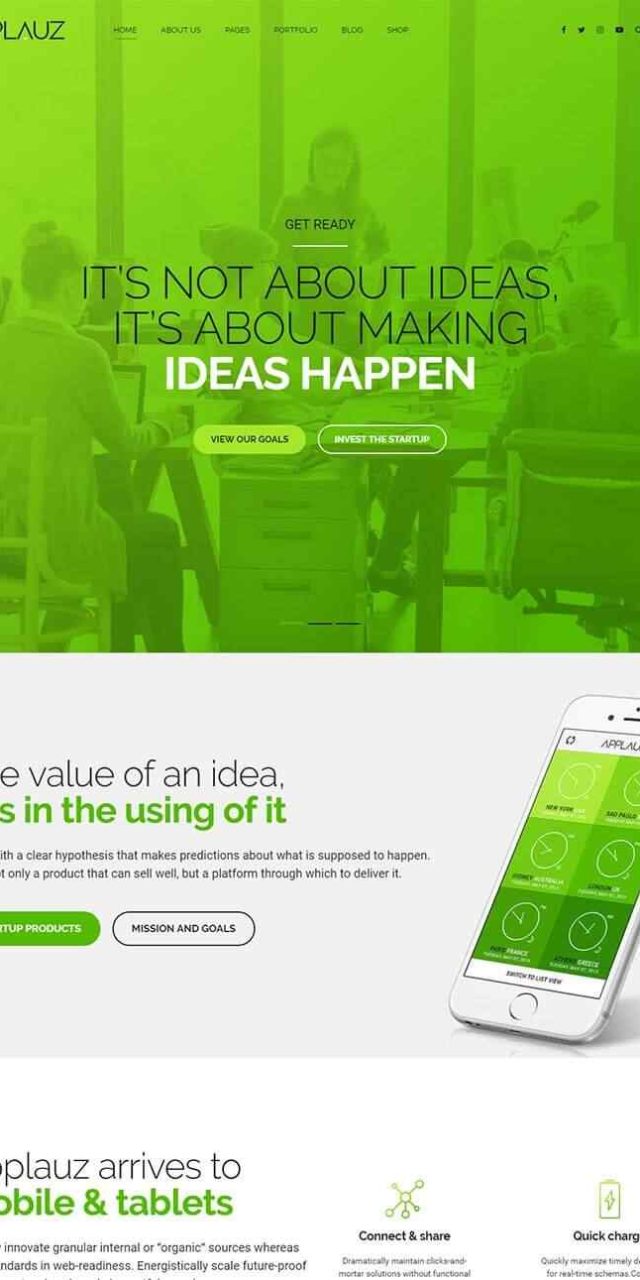 PLAUZ
HOME ABOUT US PAGES PORTFOLIO BLOG SHOP
GET READY
IT'S NOT ABOUT IDEAS,
IT'S ABOUT MAKING
IDEAS HAPPEN
VIEW OUR GOALS INVEST THE STARTUP
e value of an idea,
s in the using of it
ith a clear hypothesis that makes predictions about what is supposed to happen.
t only a product that can sell well, but a platform through which to deliver it.
RTUP PRODUCTS MISSION AND GOALS
APPLAU
NEW YORK USA
SAO PAULO
SYDNEY AUSTRALIA
LONDON UK
PARIS FRANCE
ATHENS GREECE
SWITCH TO LIST VIEW
plauz arrives to
obile & tablets
innovate granular internal or "organic" sources whereas
ndards in web-readiness. Energistically scale future-proof
Connect & share
Dramatically maintain clicks-and-
mortar solutions without functional
Quick charg
Quickly maximize timely d
for real-time schemas. Co